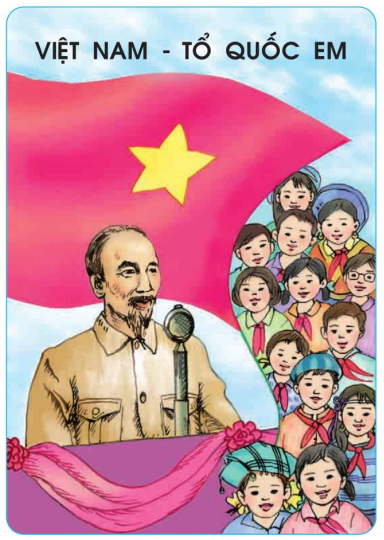 VIỆT NAM - TỔ QUỐC EM